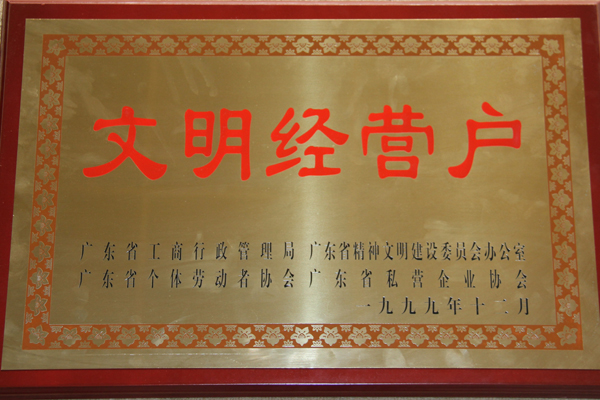 文明经营户
广东省工商行政管理局 广东省精神文明建设委员会办公室
广东省个体劳动者协会 广东省私营企业协会
一九九九年十二月